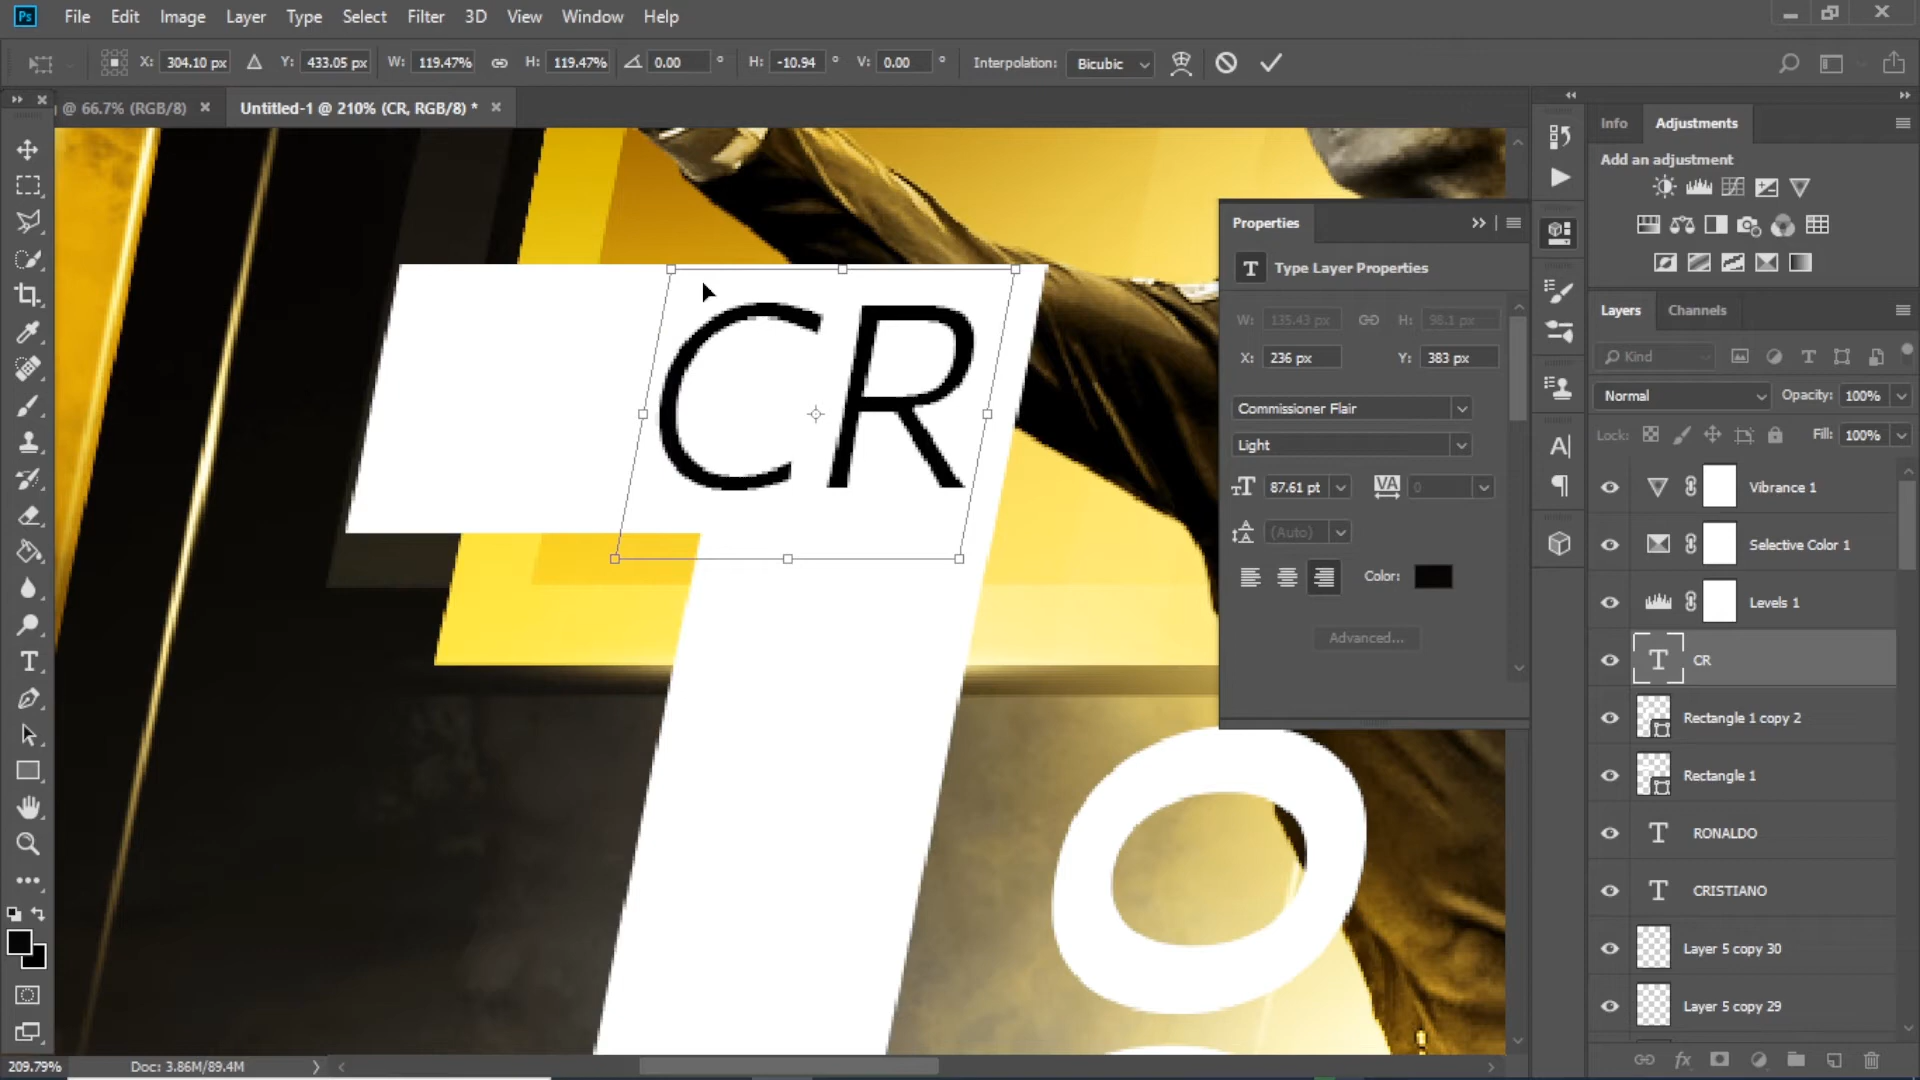 Ps File Edit Image Layer Type Select Filter 3D View Window Help
X: 304.10 px Y: 433.05 px W: 119.47% H: 119.47% 0.00 ° H: -10.94 ° V: 0.00 ° Interpolation: Bicubic
@ 66.7% (RGB/8) × Untitled-1 @ 210% (CR, RGB/8) * ×
Info Adjustments
Add an adjustment
Properties
T Type Layer Properties
W: 135.43 px H: 98.1 px
X: 236 px Y: 383 px
Commissioner Flair
Light
87.61 pt VA 0
(Auto)
Color:
Advanced...
Layers Channels
Kind
Normal Opacity: 100%
Lock: Fill: 100%
Vibrance 1
Selective Color 1
Levels 1
T CR
Rectangle 1 copy 2
Rectangle 1
T RONALDO
T CRISTIANO
Layer 5 copy 30
Layer 5 copy 29
CR
209.79% Doc: 3.86M/89.4M